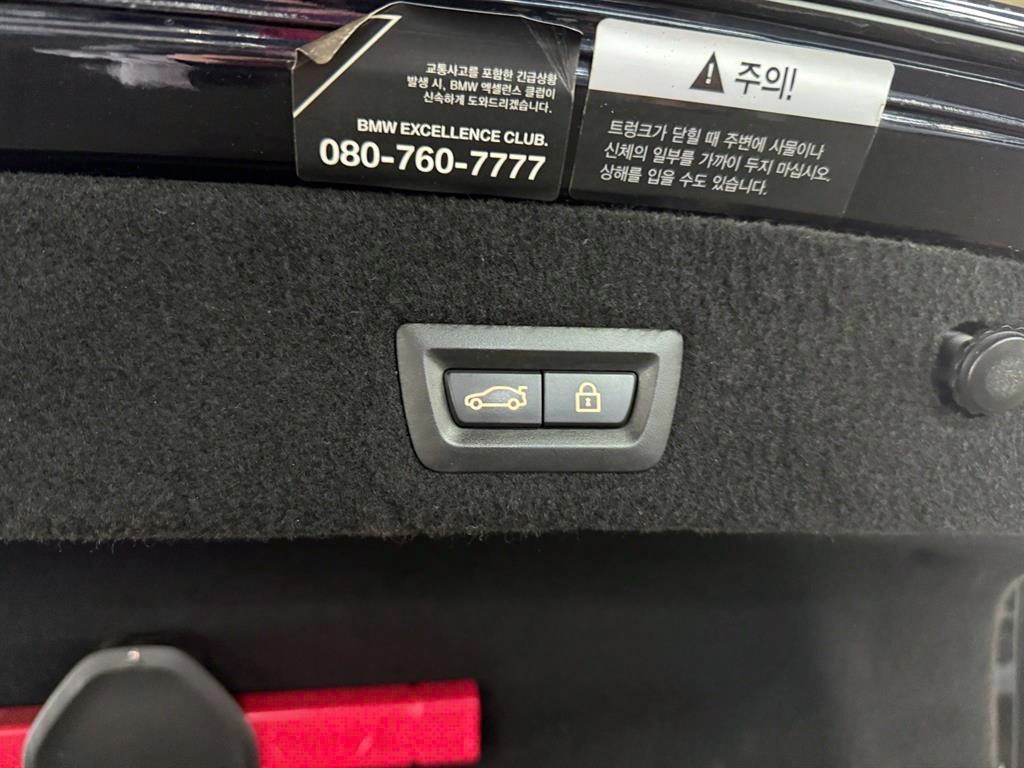 교통사고를 포함한 긴급상황
발생 시, BMW 엑셀런스 클럽이
신속하게 도와드리겠습니다.
BMW EXCELLENCE CLUB.
080-760-7777
주의!
트렁크가 닫힐 때 주변에 사물이나
신체의 일부를 가까이 두지 마십시오.
상해를 입을 수도 있습니다.